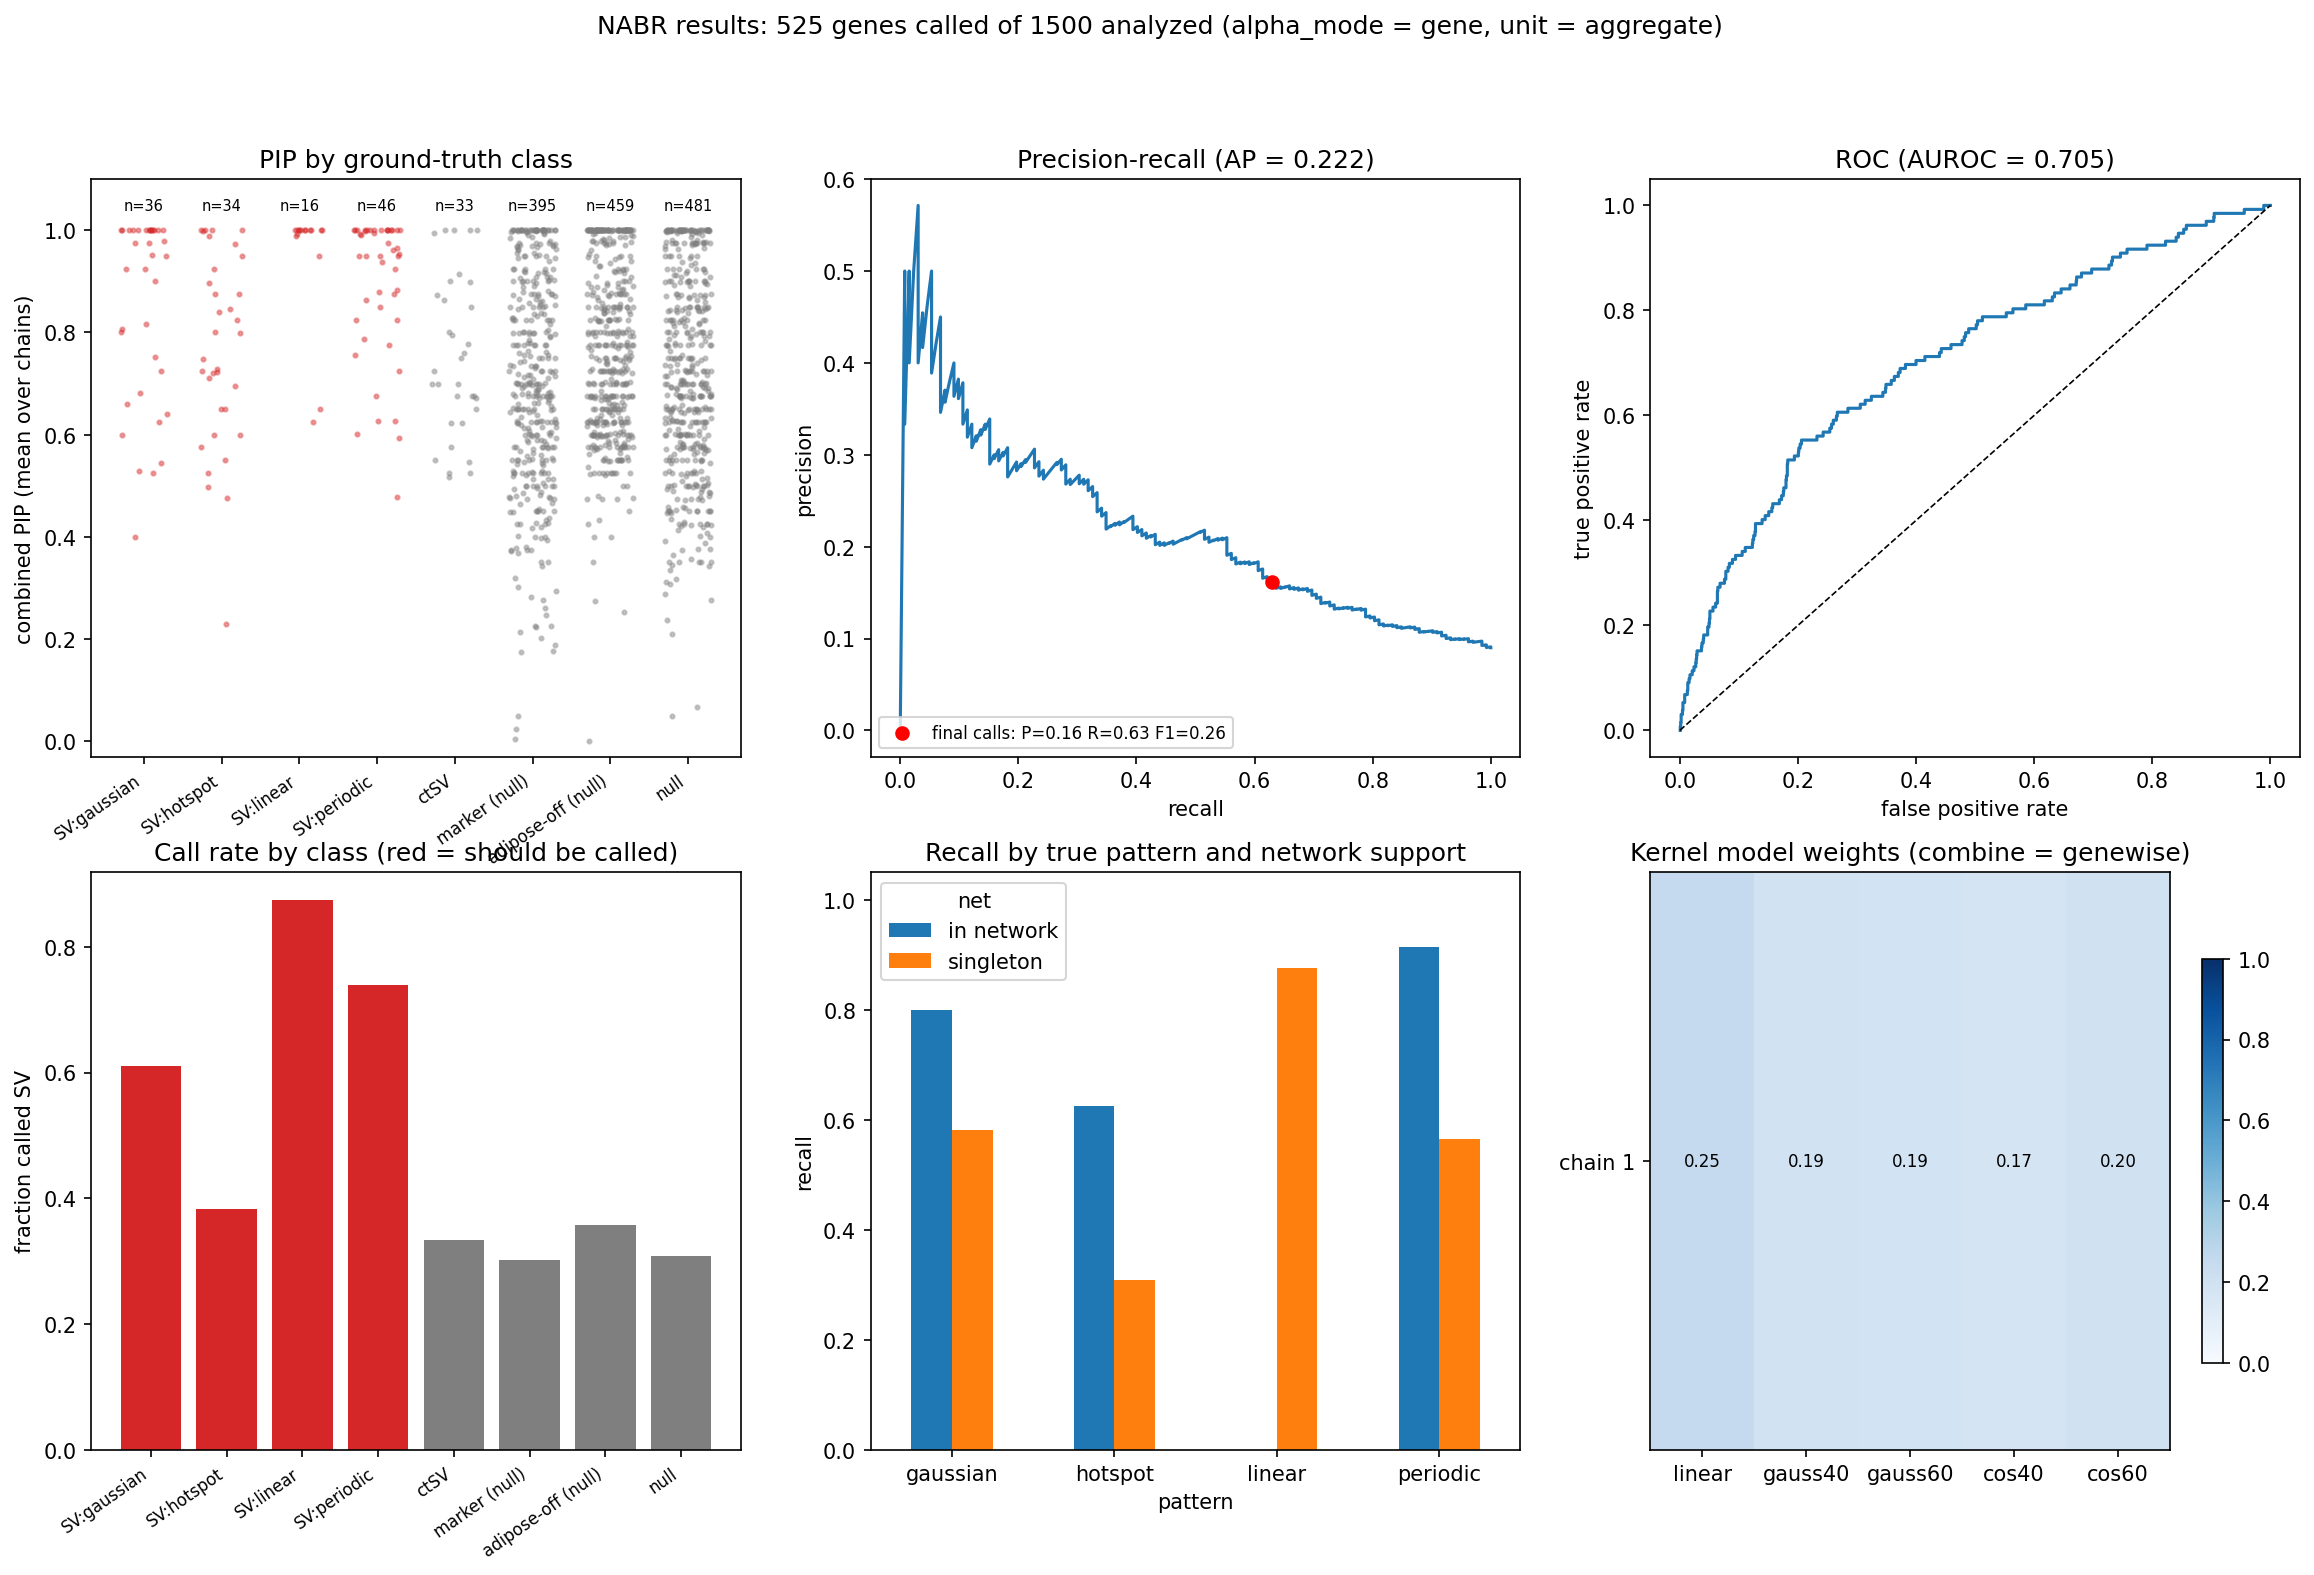 NABR results: 525 genes called of 1500 analyzed (alpha_mode = gene, unit = aggregate)
PIP by ground-truth class
n=36 n=34 n=16 n=46 n=33 n=395 n=459 n=481
combined PIP (mean over chains)
1.0
0.8
0.6
0.4
0.2
0.0
SV:gaussian SV:hotspot SV:linear SV:periodic ctSV marker (null) adipose-off (null) null
Precision-recall (AP = 0.222)
precision
0.6
0.5
0.4
0.3
0.2
0.1
0.0
final calls: P=0.16 R=0.63 F1=0.26
0.0 0.2 0.4 0.6 0.8 1.0
recall
ROC (AUROC = 0.705)
true positive rate
1.0
0.8
0.6
0.4
0.2
0.0
0.0 0.2 0.4 0.6 0.8 1.0
false positive rate
Call rate by class (red = should be called)
fraction called SV
0.8
0.6
0.4
0.2
0.0
SV:gaussian SV:hotspot SV:linear SV:periodic ctSV marker (null) adipose-off (null) null
Recall by true pattern and network support
recall
1.0
0.8
0.6
0.4
0.2
0.0
net
in network
singleton
gaussian hotspot linear periodic
pattern
Kernel model weights (combine = genewise)
chain 1
0.25 0.19 0.19 0.17 0.20
linear gauss40 gauss60 cos40 cos60
1.0
0.8
0.6
0.4
0.2
0.0